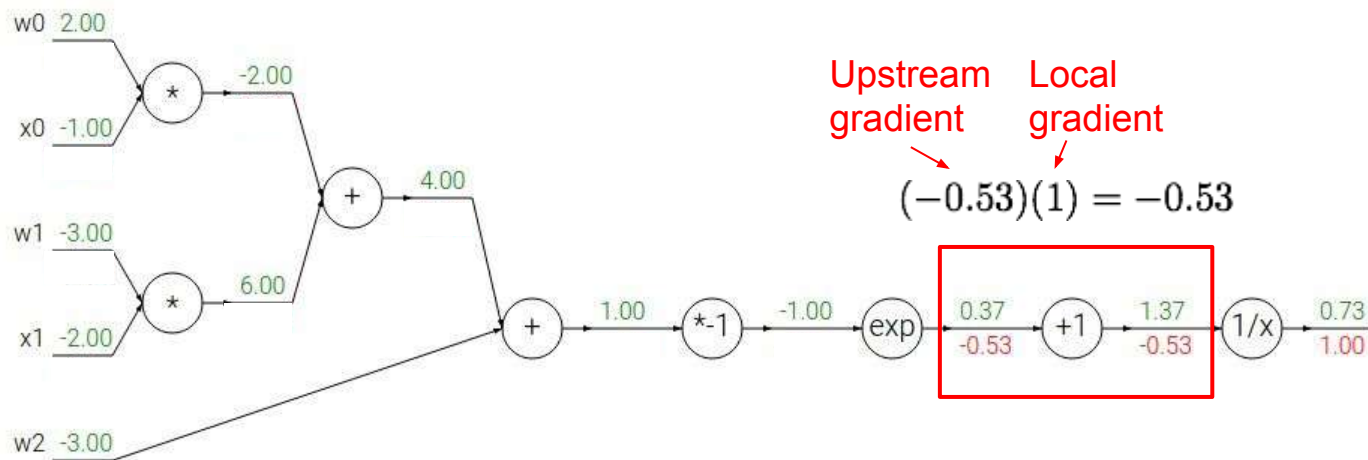 w0 2.00
-2.00
*
x0 -1.00
Upstream gradient
Local gradient
(−0.53)(1) = −0.53
4.00
+
w1 -3.00
6.00
*
x1 -2.00
+ 1.00 *-1 -1.00 exp 0.37 +1 1.37 1/x 0.73
-0.53 -0.53 1.00
w2 -3.00